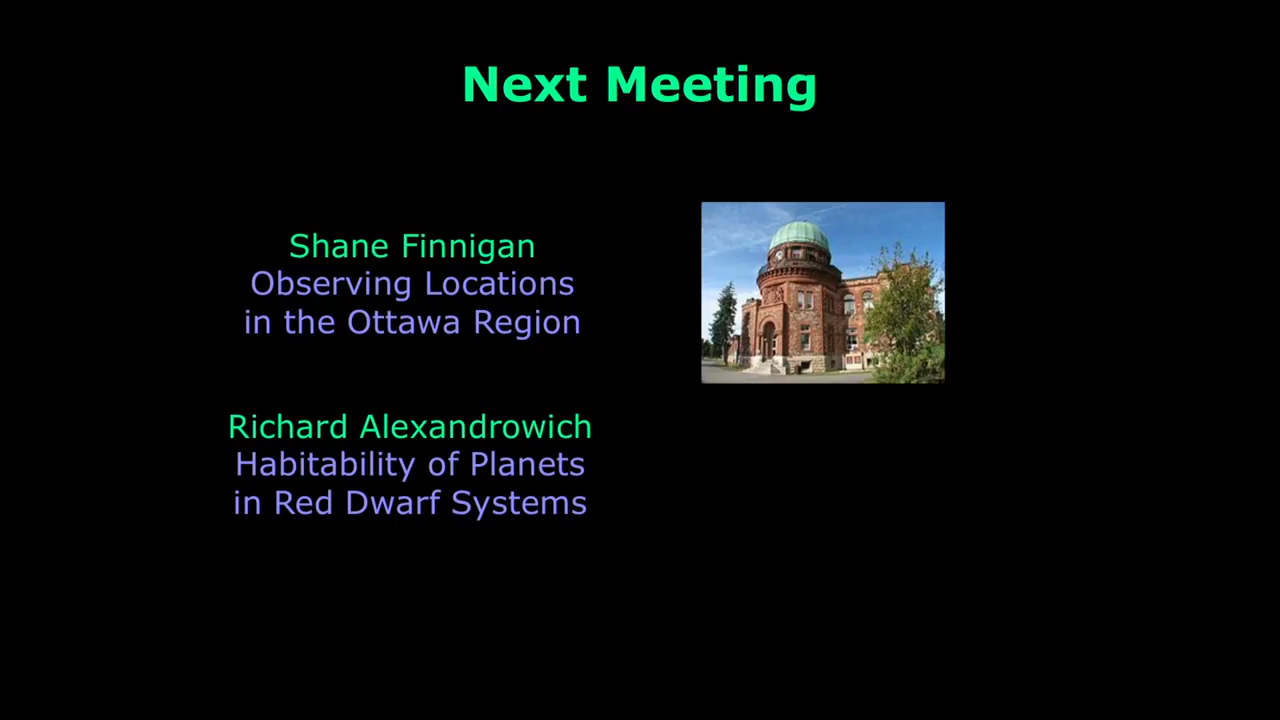 Next Meeting
Shane Finnigan
Observing Locations
in the Ottawa Region
Richard Alexandrowich
Habitability of Planets
in Red Dwarf Systems